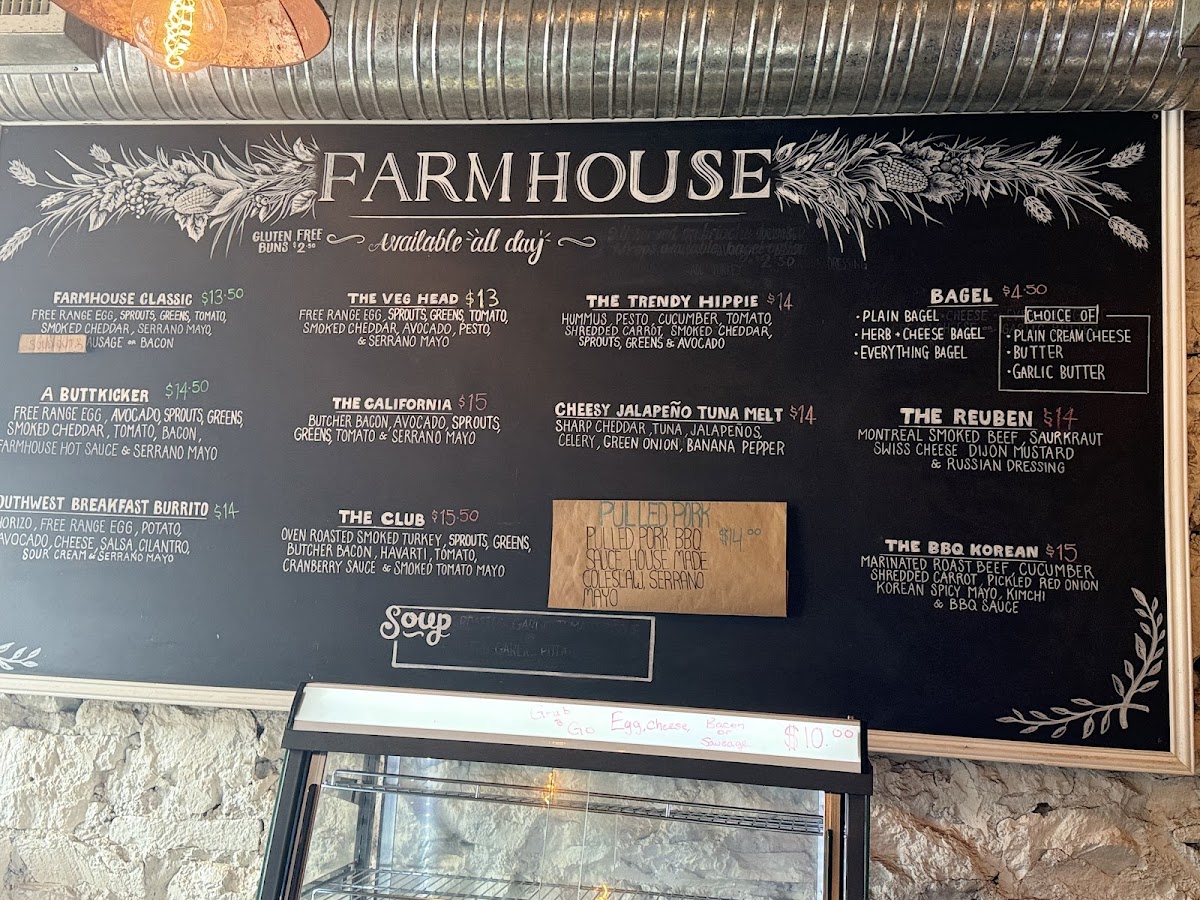 FARMHOUSE
GLUTEN FREE
BUNS $2.50
available all day
FARMHOUSE CLASSIC $13.50
FREE RANGE EGG, SPROUTS, GREENS, TOMATO,
SMOKED CHEDDAR, SERRANO MAYO,
AUSAGE OR BACON
A BUTTKICKER $14.50
FREE RANGE EGG, AVOCADO, SPROUTS, GREENS,
SMOKED CHEDDAR, TOMATO, BACON,
FARMHOUSE HOT SAUCE & SERRANO MAYO
OUTHWEST BREAKFAST BURRITO $14
HORIZO, FREE RANGE EGG, POTATO,
AVOCADO, CHEESE, SALSA, CILANTRO,
SOUR CREAM & SERRANO MAYO
THE VEG HEAD $13
FREE RANGE EGG, SPROUTS, GREENS, TOMATO,
SMOKED CHEDDAR, AVOCADO, PESTO,
& SERRANO MAYO
THE CALIFORNIA $15
BUTCHER BACON, AVOCADO, SPROUTS,
GREENS, TOMATO & SERRANO MAYO
THE CLUB $15.50
OVEN ROASTED SMOKED TURKEY, SPROUTS, GREENS,
BUTCHER BACON, HAVARTI, TOMATO,
CRANBERRY SAUCE & SMOKED TOMATO MAYO
THE TRENDY HIPPIE $14
HUMMUS, PESTO, CUCUMBER, TOMATO,
SHREDDED CARROT, SMOKED CHEDDAR,
SPROUTS, GREENS & AVOCADO
CHEESY JALAPEÑO TUNA MELT $14
SHARP CHEDDAR, TUNA, JALAPEÑOS,
CELERY, GREEN ONION, BANANA PEPPER
PULLED PORK
PULLED PORK BBQ $14.00
SAUCE HOUSE MADE
COLESLAW, SERRANO
MAYO
BAGEL $4.50
• PLAIN BAGEL
• HERB + CHEESE BAGEL
• EVERYTHING BAGEL
CHOICE OF
• PLAIN CREAM CHEESE
• BUTTER
• GARLIC BUTTER
THE REUBEN $14
MONTREAL SMOKED BEEF, SAURKRAUT
SWISS CHEESE DIJON MUSTARD
& RUSSIAN DRESSING
THE BBQ KOREAN $15
MARINATED ROAST BEEF, CUCUMBER
SHREDDED CARROT, PICKLED RED ONION
KOREAN SPICY MAYO, KIMCHI
& BBQ SAUCE
Soup
Grab & Go Egg, cheese, Bacon or Sausage $10.00